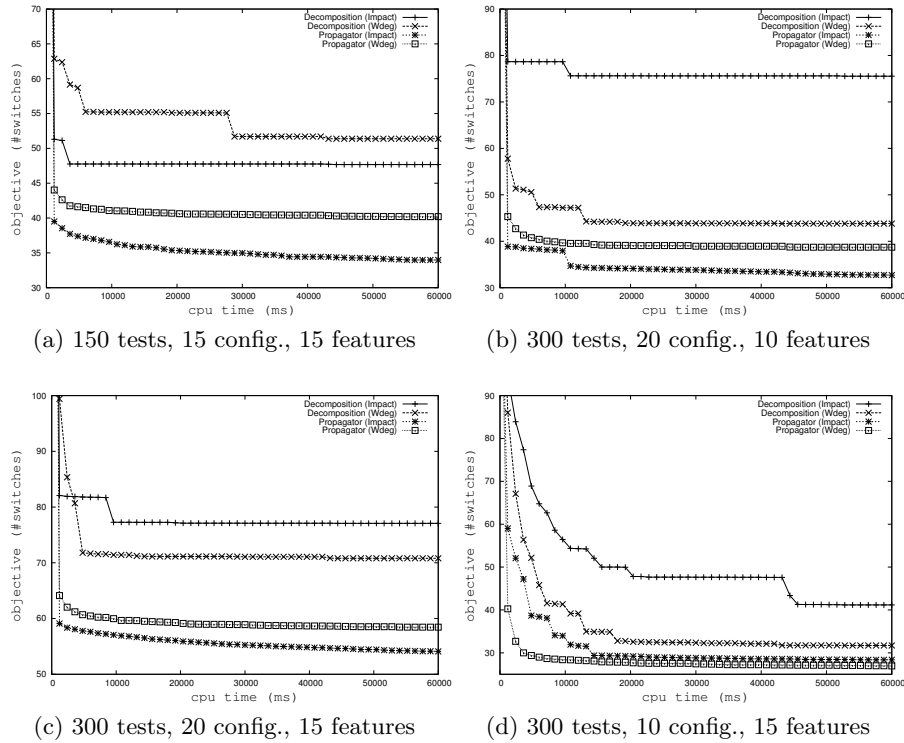 70
65
60
55
50
45
40
35
30
0 10000 20000 30000 40000 50000 60000
objective (#switches)
cpu time (ms)
Decomposition (Impact)
Decomposition (Wdeg)
Propagator (Impact)
Propagator (Wdeg)
(a) 150 tests, 15 config., 15 features
90
80
70
60
50
40
30
0 10000 20000 30000 40000 50000 60000
objective (#switches)
cpu time (ms)
Decomposition (Impact)
Decomposition (Wdeg)
Propagator (Impact)
Propagator (Wdeg)
(b) 300 tests, 20 config., 10 features
100
90
80
70
60
50
0 10000 20000 30000 40000 50000 60000
objective (#switches)
cpu time (ms)
Decomposition (Impact)
Decomposition (Wdeg)
Propagator (Impact)
Propagator (Wdeg)
(c) 300 tests, 20 config., 15 features
90
80
70
60
50
40
30
0 10000 20000 30000 40000 50000 60000
objective (#switches)
cpu time (ms)
Decomposition (Impact)
Decomposition (Wdeg)
Propagator (Impact)
Propagator (Wdeg)
(d) 300 tests, 10 config., 15 features